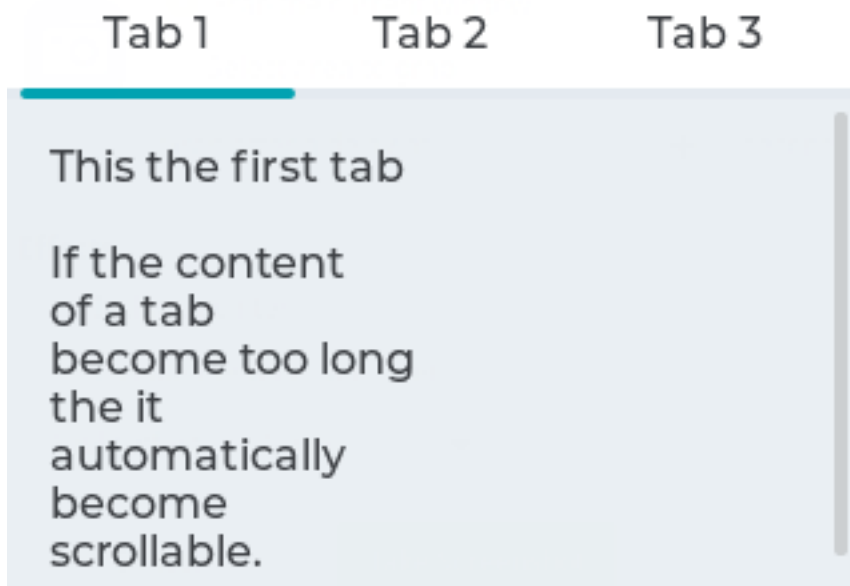 Tab 1 Tab 2 Tab 3
This the first tab
If the content
of a tab
become too long
the it
automatically
become
scrollable.